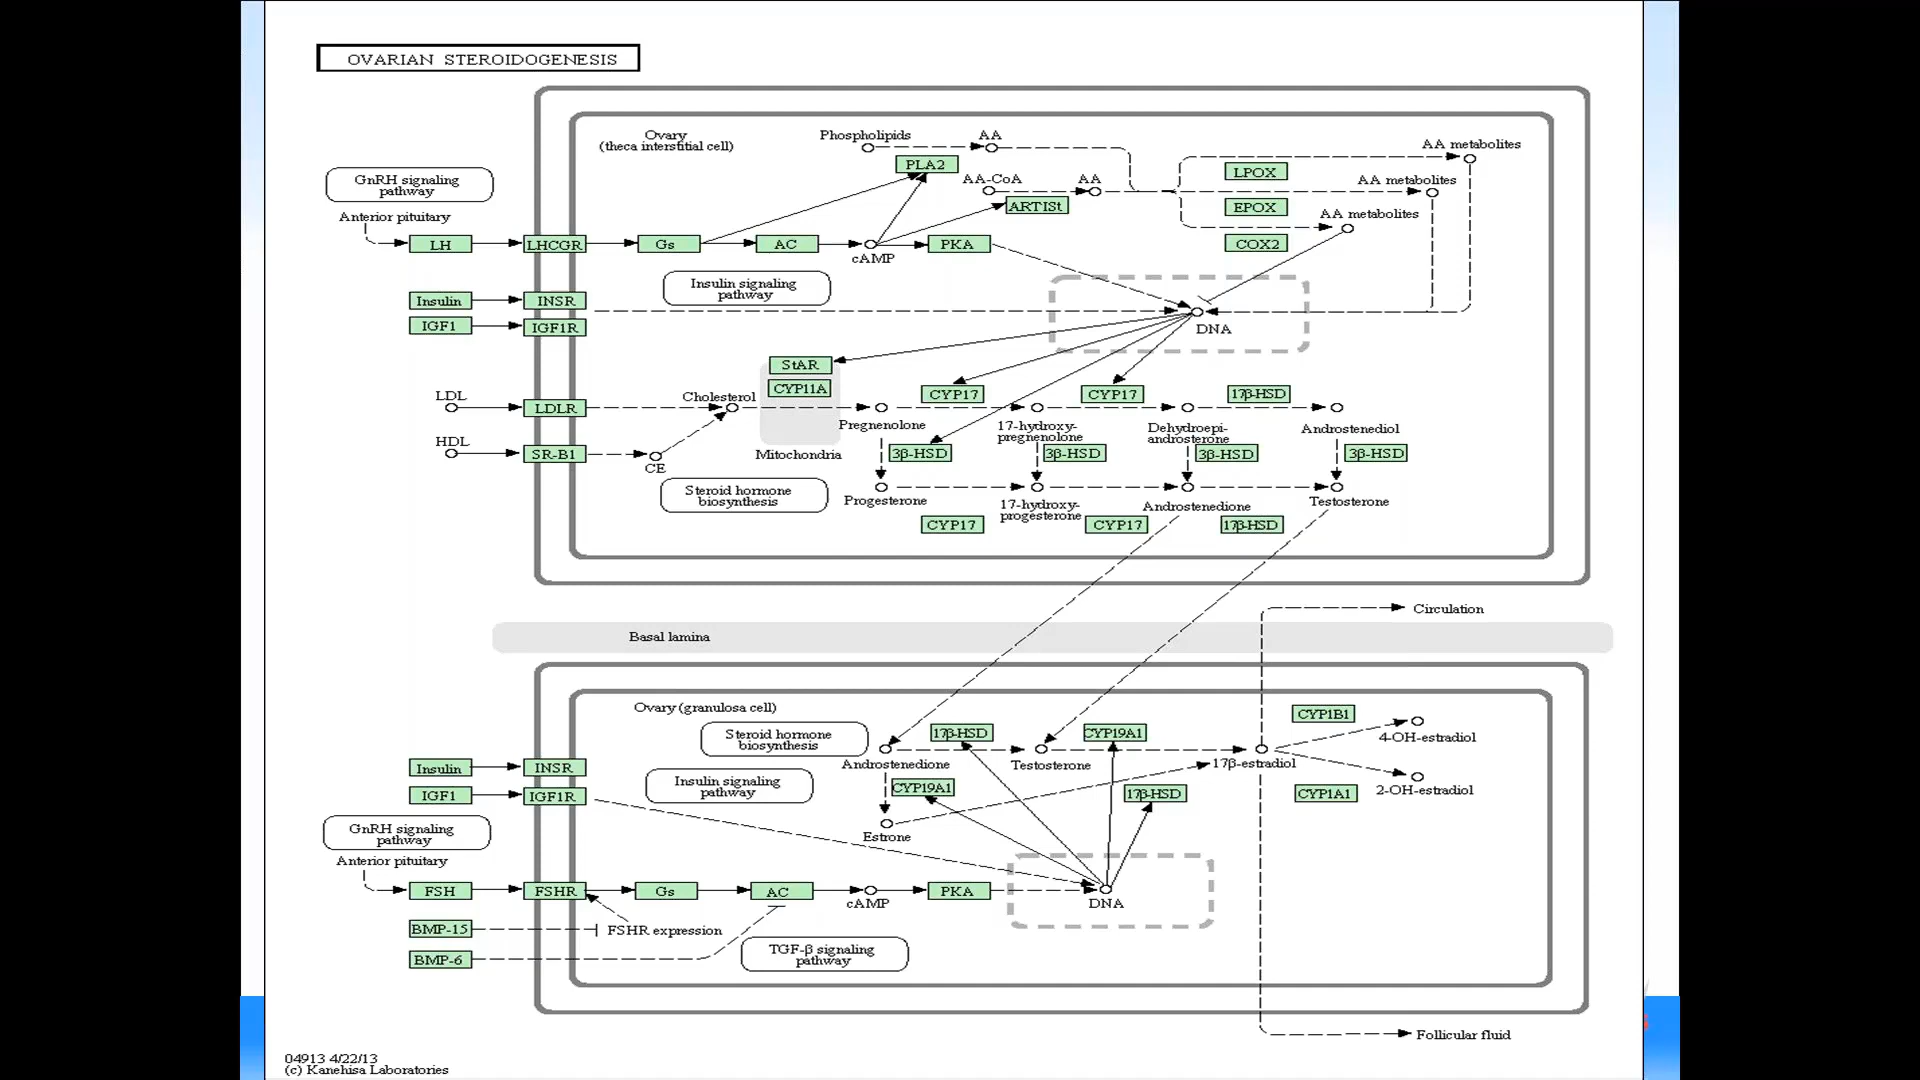 OVARIAN STEROIDOGENESIS
Ovary
(theca interstitial cell)
Phospholipids
AA
AA metabolites
PLA2
LPOX
GnRH signaling
pathway
AA-CoA
AA
AA metabolites
ARTISt
EPOX
AA metabolites
Anterior pituitary
LH
LHCGR
Gs
AC
cAMP
PKA
COX2
Insulin signaling
pathway
Insulin
INSR
IGF1
IGF1R
DNA
StAR
CYP11A
LDL
LDLR
Cholesterol
CYP17
CYP17
17β-HSD
Pregnenolone
17-hydroxy-
pregnenolone
Dehydroepi-
androsterone
Androstenediol
HDL
SR-B1
CE
Mitochondria
3β-HSD
3β-HSD
3β-HSD
3β-HSD
Steroid hormone
biosynthesis
Progesterone
17-hydroxy-
progesterone
Androstenedione
Testosterone
CYP17
CYP17
17β-HSD
Circulation
Basal lamina
Ovary (granulosa cell)
Steroid hormone
biosynthesis
17β-HSD
CYP19A1
CYP1B1
4-OH-estradiol
Androstenedione
Testosterone
17β-estradiol
Insulin
INSR
Insulin signaling
pathway
CYP19A1
17β-HSD
CYP1A1
2-OH-estradiol
IGF1
IGF1R
GnRH signaling
pathway
Estrone
Anterior pituitary
FSH
FSHR
Gs
AC
cAMP
PKA
DNA
BMP-15
FSHR expression
BMP-6
TGF-β signaling
pathway
Follicular fluid
04913 4/22/13
(c) Kanehisa Laboratories